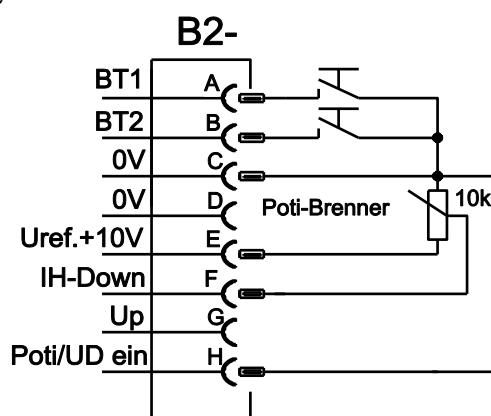 B2-
BT1 A
BT2 B
0V C
0V D Poti-Brenner 10k
Uref.+10V E
IH-Down F
Up G
Poti/UD ein H